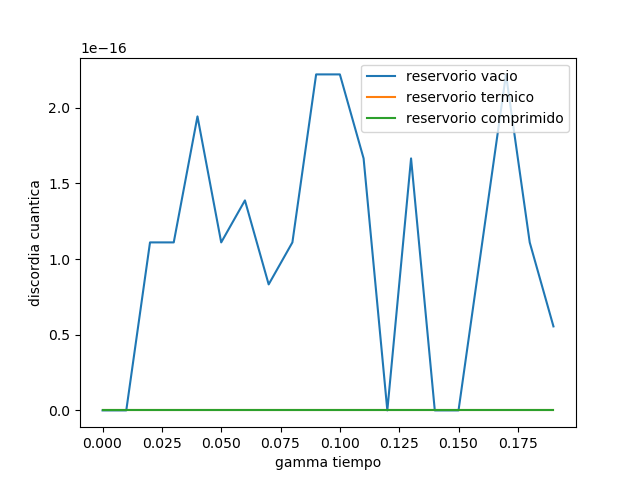 1e−16
2.0
1.5
1.0
0.5
0.0
discordia cuantica
reservorio vacio
reservorio termico
reservorio comprimido
0.000 0.025 0.050 0.075 0.100 0.125 0.150 0.175
gamma tiempo